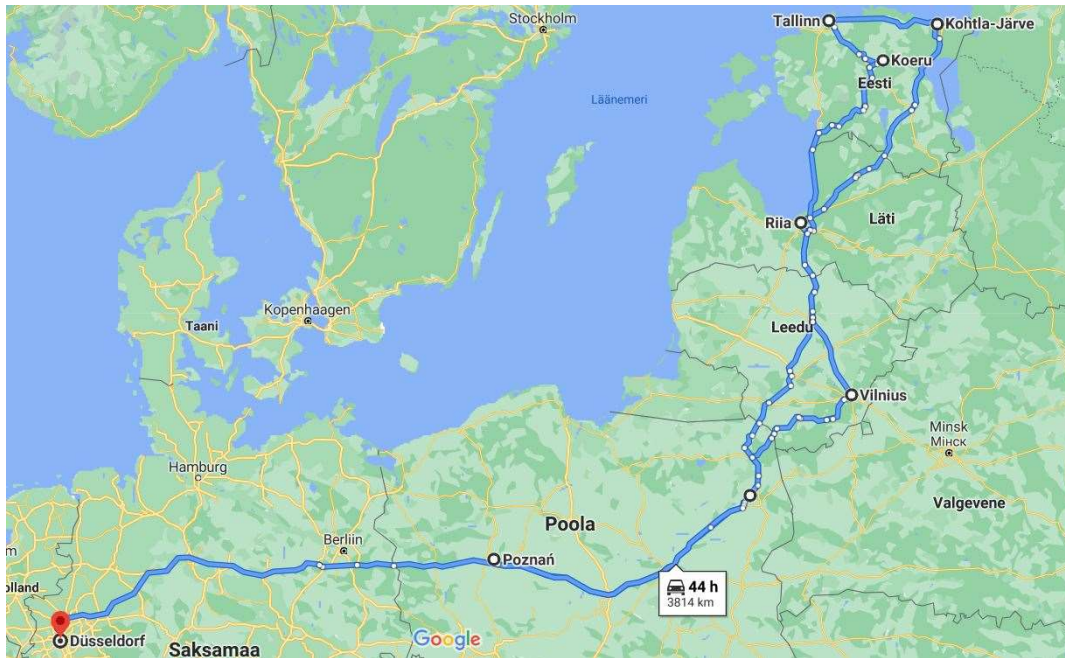 Stockholm
Tallinn
Kohtla-Järve
Koeru
Eesti
Läänemeri
Riia
Läti
Kopenhaagen
Taani
Leedu
Vilnius
Minsk
Мінск
Hamburg
Valgevene
Poola
Berliin
Poznań
44 h
3814 km
m
olland
Düsseldorf
Saksamaa
Google